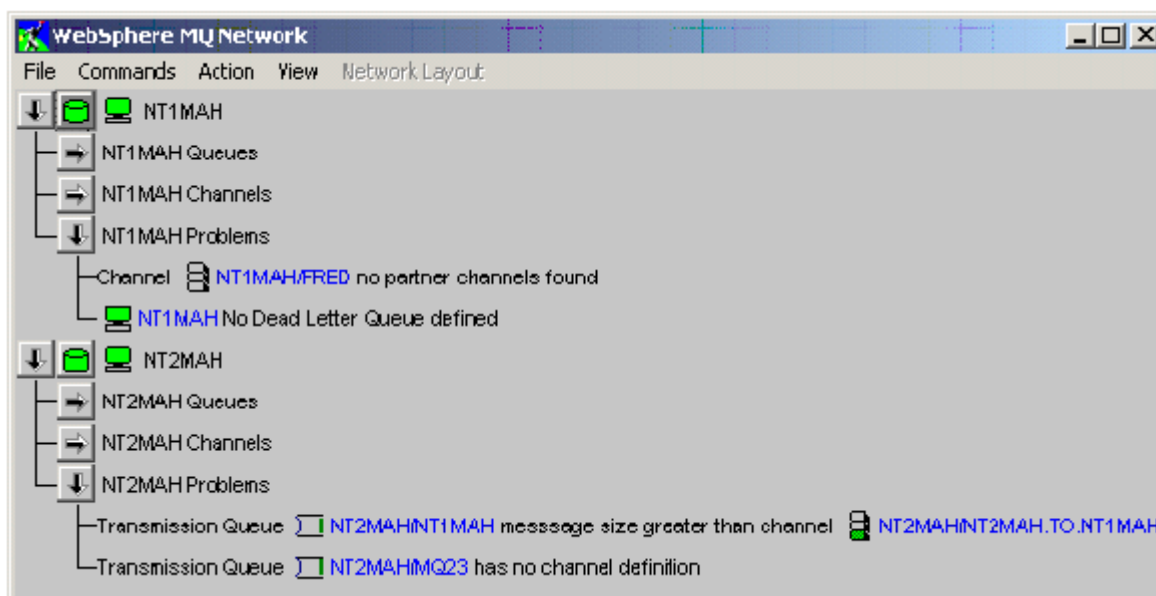 WebSphere MQ Network
File Commands Action View Network Layout
NT1MAH
NT1MAH Queues
NT1MAH Channels
NT1MAH Problems
Channel NT1MAH/FRED no partner channels found
NT1MAH No Dead Letter Queue defined
NT2MAH
NT2MAH Queues
NT2MAH Channels
NT2MAH Problems
Transmission Queue NT2MAH/NT1MAH messsage size greater than channel NT2MAH/NT2MAH.TO.NT1MAH
Transmission Queue NT2MAH/MQ23 has no channel definition